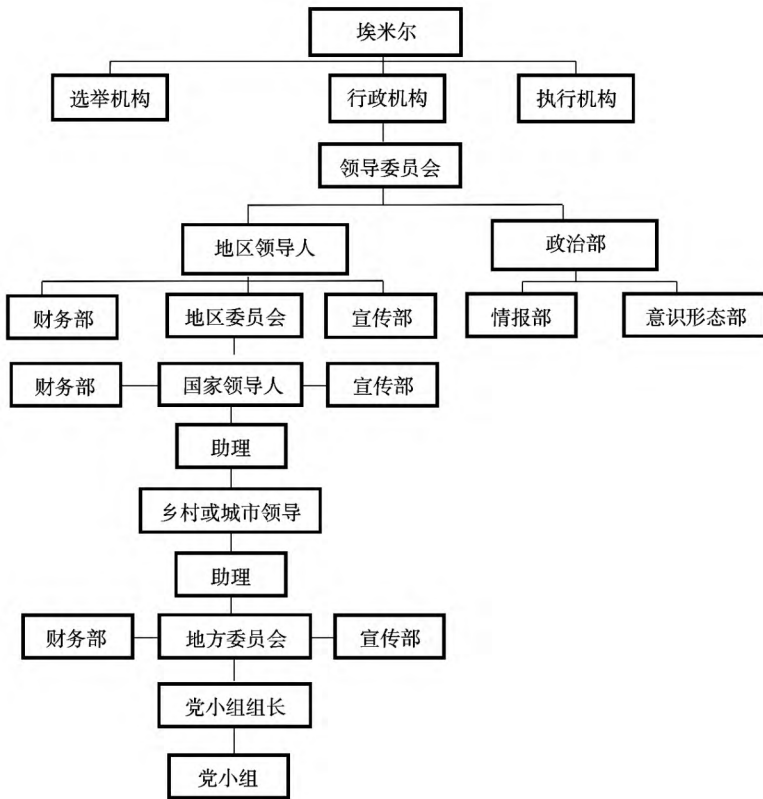 埃米尔
选举机构
行政机构
执行机构
领导委员会
地区领导人
政治部
财务部
地区委员会
宣传部
情报部
意识形态部
财务部
国家领导人
宣传部
助理
乡村或城市领导
助理
财务部
地方委员会
宣传部
党小组组长
党小组